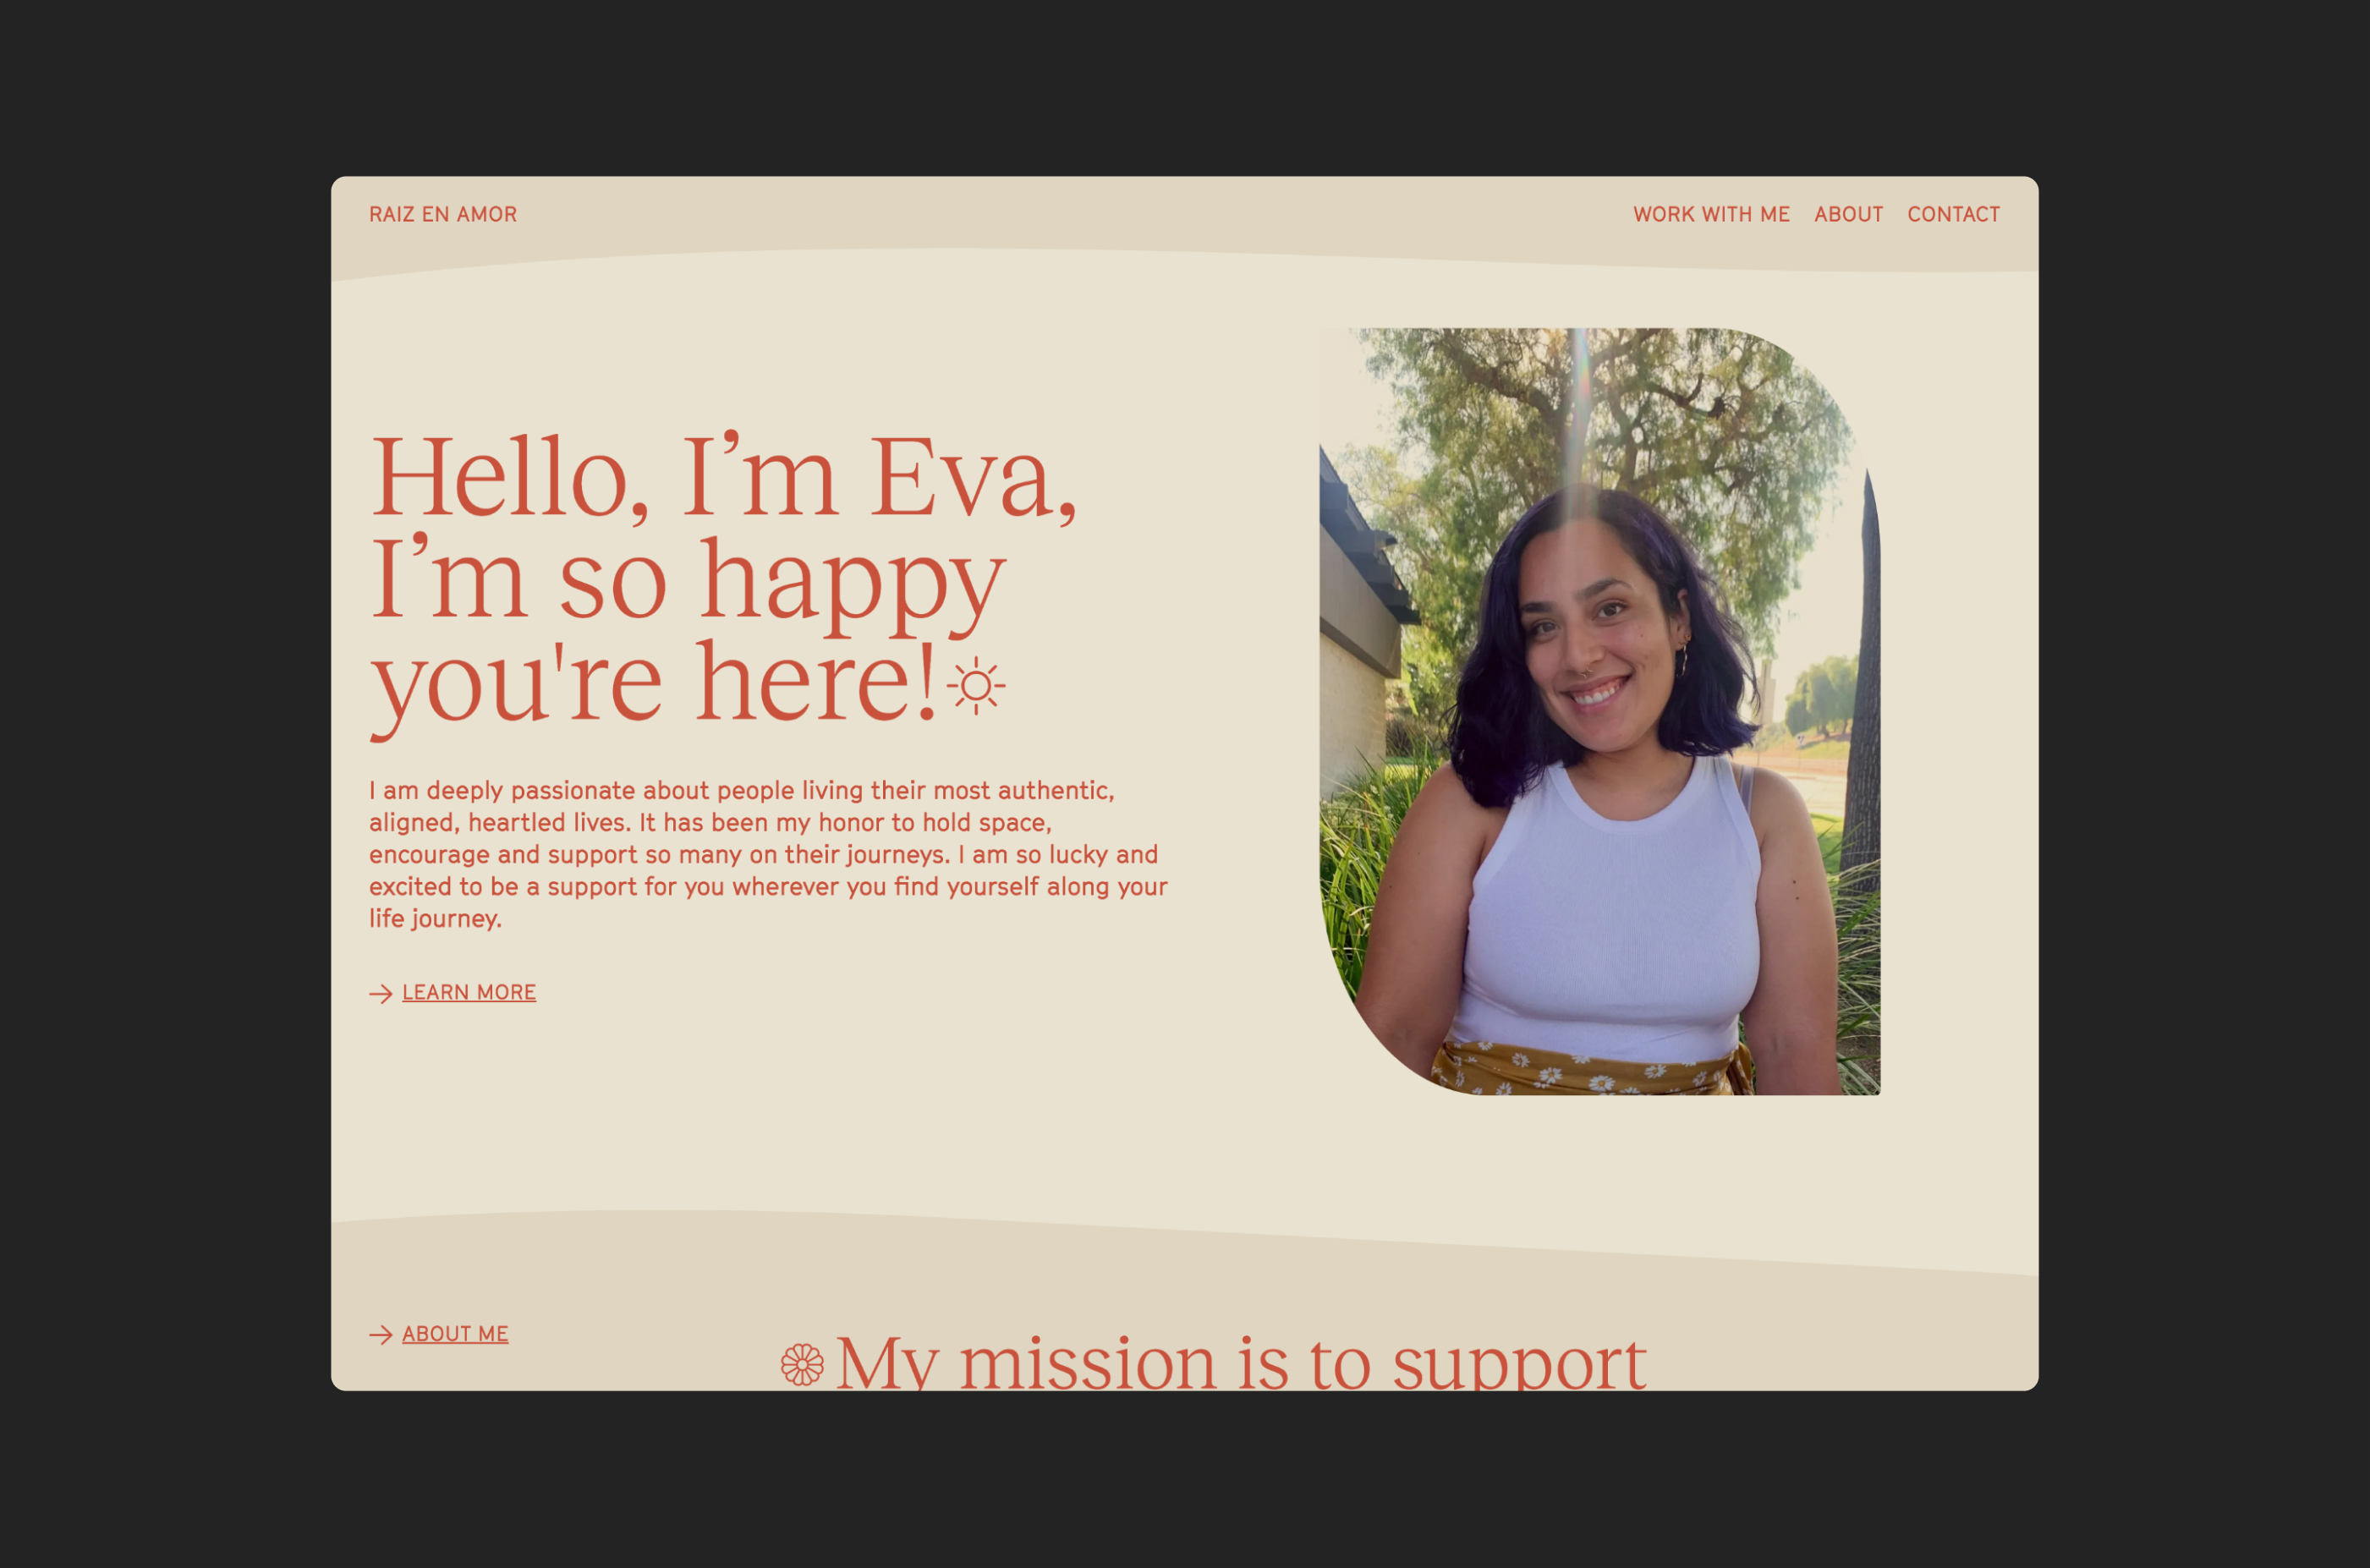 RAIZ EN AMOR
WORK WITH ME ABOUT CONTACT
Hello, I’m Eva,
I’m so happy
you're here!
I am deeply passionate about people living their most authentic,
aligned, heartled lives. It has been my honor to hold space,
encourage and support so many on their journeys. I am so lucky and
excited to be a support for you wherever you find yourself along your
life journey.
→ LEARN MORE
→ ABOUT ME
My mission is to support